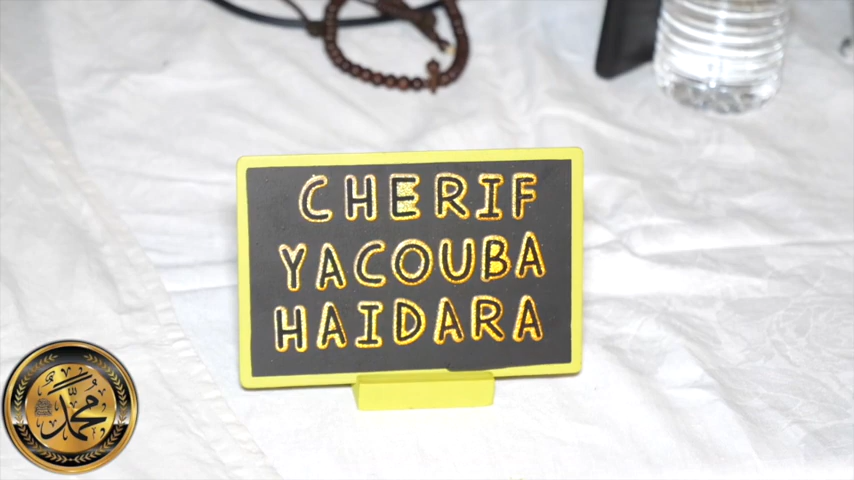 CHERIF
YACOUBA
HAIDARA
محمد